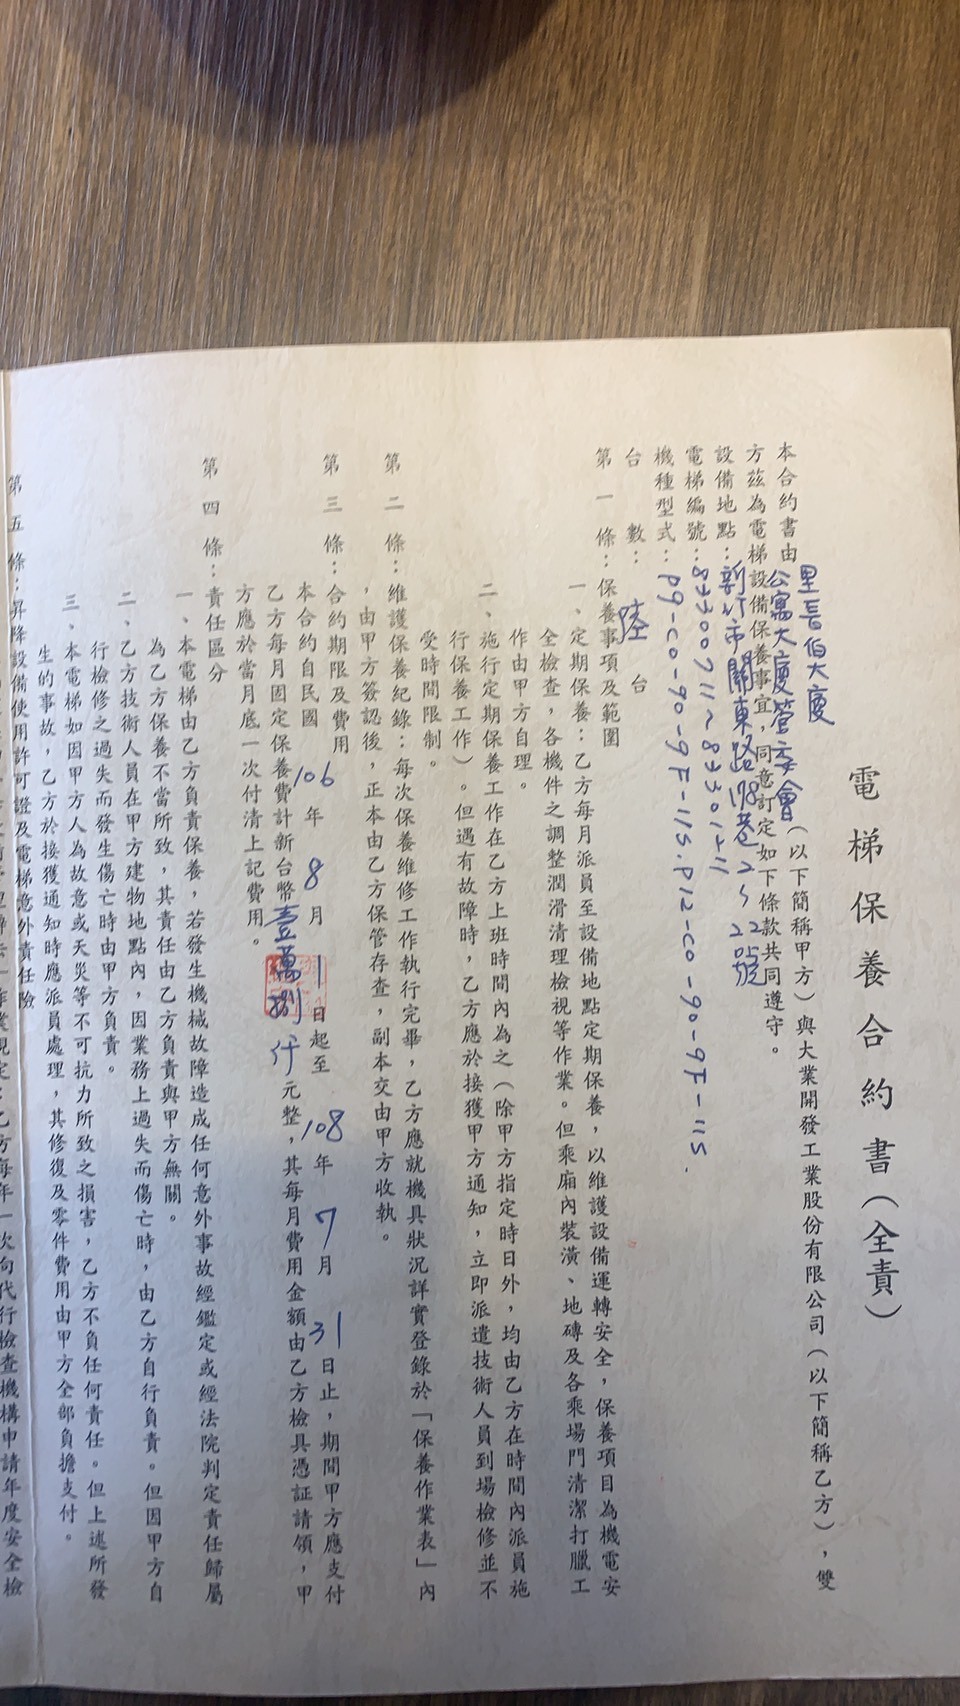 電梯保養合約書(全責)
本合約書由里長伯大廈公寓大廈管委會(以下簡稱甲方)與大業開發工業股份有限公司(以下簡稱乙方),雙
方茲為電梯設備保養事宜,同意訂定如下條款共同遵守。
設備地點:新竹市關東路198巷2~22號
電梯編號:
機種型式:P9-CO-90-9F-11S.P12-CO-90-9F-11S.
台 數:陸 台
第 一 條:保養事項及範圍
一、定期保養:乙方每月派員至設備地點定期保養,以維護設備運轉安全,保養項目為機電安
全檢查,各機件之調整潤滑清理檢視等作業。但乘廂內裝潢、地磚及各乘場門清潔打臘工
作由甲方自理。
二、施行定期保養工作在乙方上班時間內為之(除甲方指定時日外,均由乙方在時間內派員施
行保養工作)。但遇有故障時,乙方應於接獲甲方通知,立即派遣技術人員到場檢修並不
受時間限制。
第 二 條:維護保養紀錄:每次保養維修工作執行完畢,乙方應就機具狀況詳實登錄於「保養作業表」內
,由甲方簽認後,正本由乙方保管存查,副本交由甲方收執。
第 三 條:合約期限及費用
本合約自民國 106 年 8 月 1 日起至 108 年 7 月 31 日止,期間甲方應支付
乙方每月固定保養費計新台幣壹萬捌仟元整,其每月費用金額由乙方檢具憑証請領,甲
方應於當月底一次付清上記費用。
第 四 條:責任區分
一、本電梯由乙方負責保養,若發生機械故障造成任何意外事故經鑑定或經法院判定責任歸屬
為乙方保養不當所致,其責任由乙方負責與甲方無關。
二、乙方技術人員在甲方建物地點內,因業務上過失而傷亡時,由乙方自行負責。但因甲方自
行檢修之過失而發生傷亡時由甲方負責。
三、本電梯如因甲方人為故意或天災等不可抗力所致之損害,乙方不負任何責任。但上述所發
生的事故,乙方於接獲通知時應派員處理,其修復及零件費用由甲方全部負擔支付。
第 五 條:昇降設備使用許可證及電梯意外責任險
作業規定:乙方每年一次向代行檢查機構申請年度安全檢